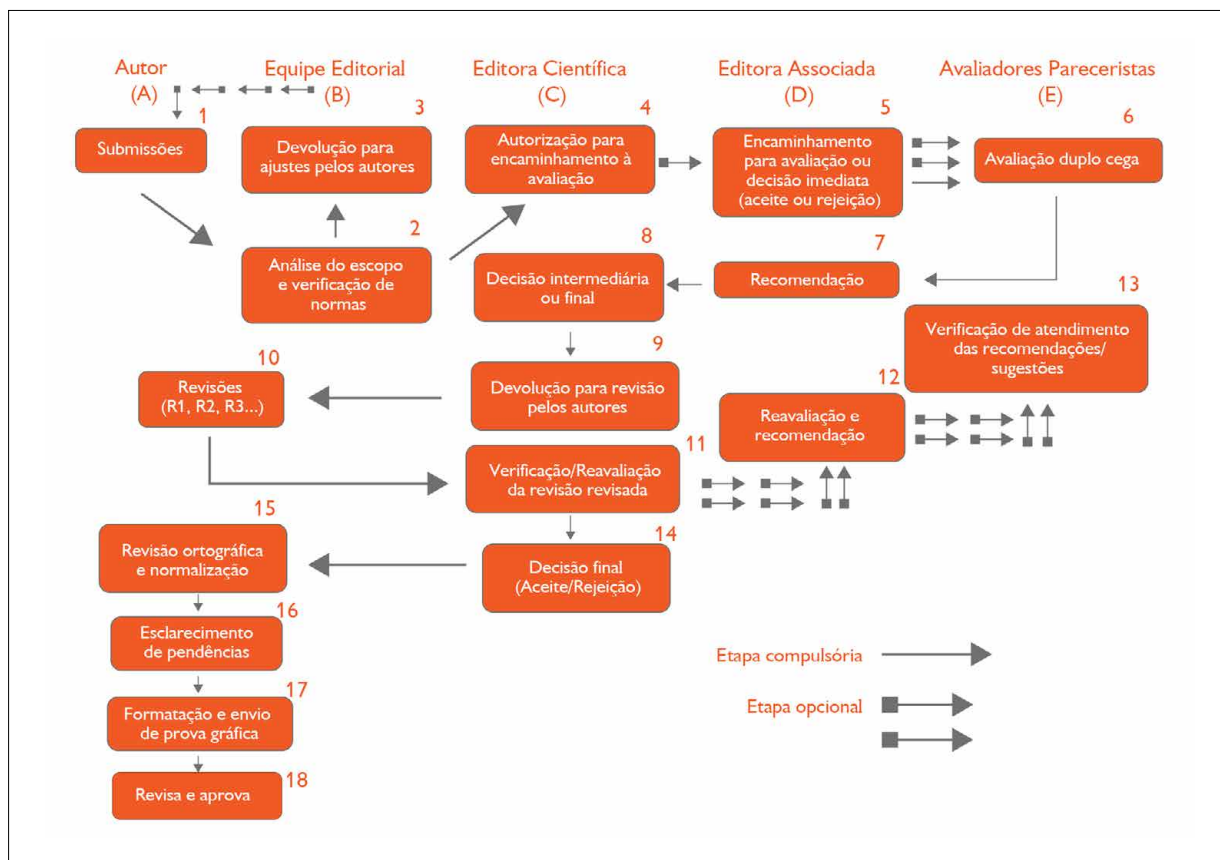 Autor
(A)
Equipe Editorial
(B)
Editora Científica
(C)
Editora Associada
(D)
Avaliadores Pareceristas
(E)
1
Submissões
3
Devolução para
ajustes pelos autores
4
Autorização para
encaminhamento à
avaliação
5
Encaminhamento
para avaliação ou
decisão imediata
(aceite ou rejeição)
6
Avaliação duplo cega
2
Análise do escopo
e verificação de
normas
8
Decisão intermediária
ou final
7
Recomendação
13
Verificação de atendimento
das recomendações/
sugestões
9
Devolução para revisão
pelos autores
10
Revisões
(R1, R2, R3...)
12
Reavaliação e
recomendação
11
Verificação/Reavaliação
da revisão revisada
15
Revisão ortográfica
e normalização
14
Decisão final
(Aceite/Rejeição)
16
Esclarecimento
de pendências
17
Formatação e envio
de prova gráfica
18
Revisa e aprova
Etapa compulsória
Etapa opcional